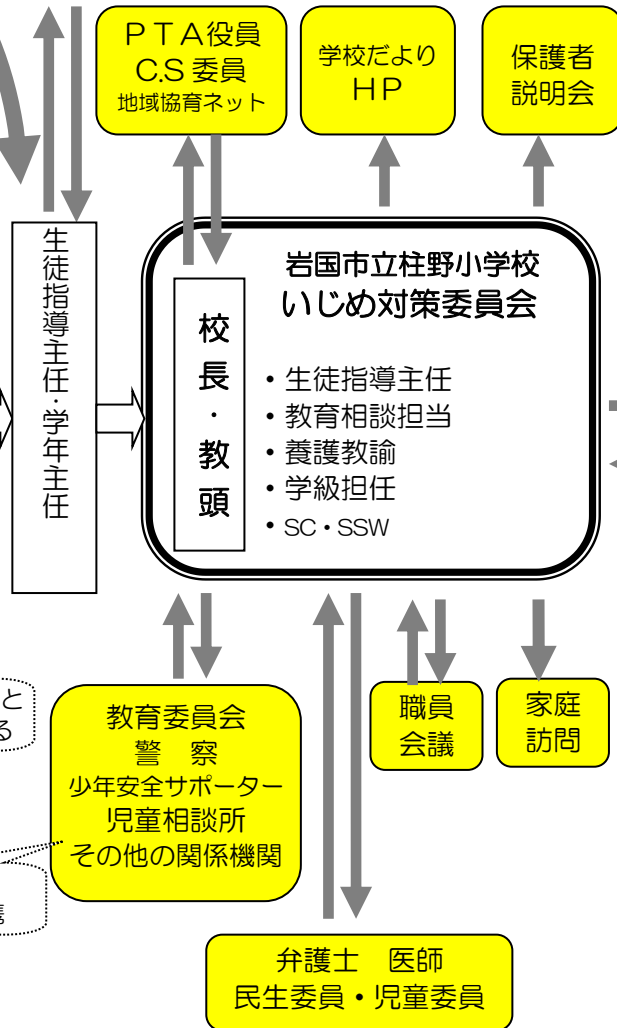 ＰＴＡ役員
C.S 委員
地域協育ネット
学校だより
ＨＰ
保護者
説明会
生徒指導主任・学年主任
岩国市立柱野小学校
いじめ対策委員会
校長・教頭
・生徒指導主任
・教育相談担当
・養護教諭
・学級担任
・SC・SSW
と
る
教育委員会
警　察
少年安全サポーター
児童相談所
その他の関係機関
職員
会議
家庭
訪問
弁護士　医師
民生委員・児童委員